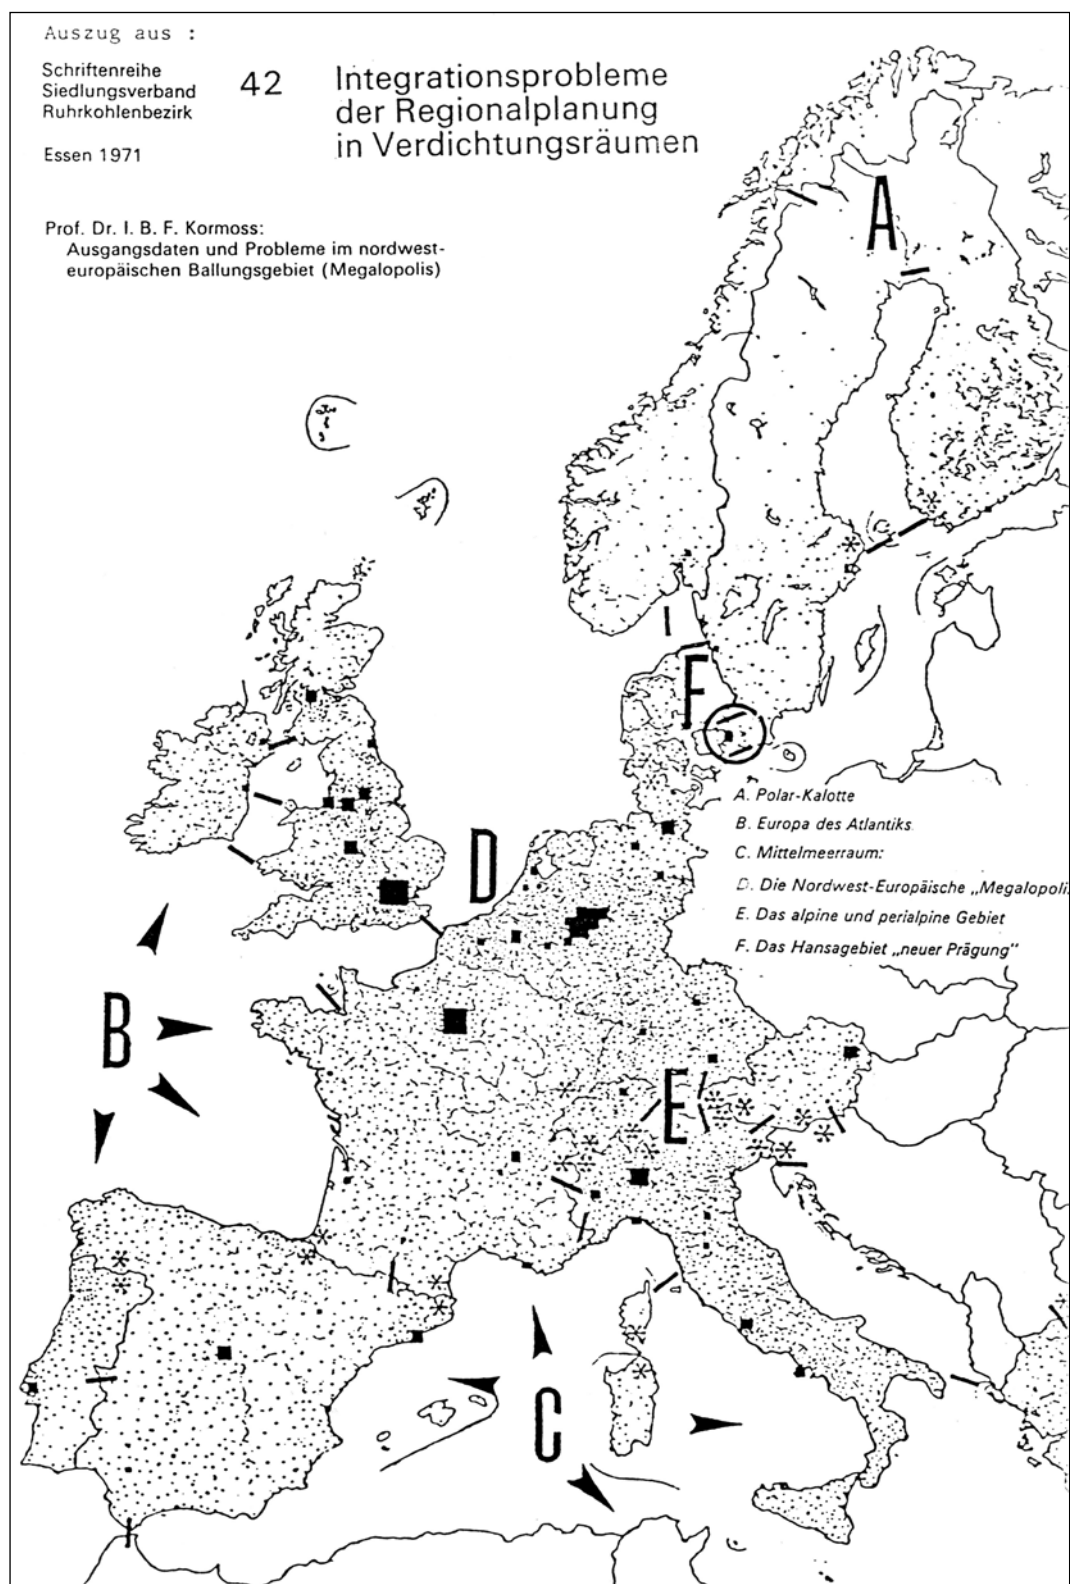 Auszug aus :
Schriftenreihe
Siedlungsverband
Ruhrkohlenbezirk
42
Integrationsprobleme
der Regionalplanung
in Verdichtungsräumen
Essen 1971
Prof. Dr. I. B. F. Kormoss:
Ausgangsdaten und Probleme im nordwest-
europäischen Ballungsgebiet (Megalopolis)
A
F
A. Polar-Kalotte
B. Europa des Atlantiks
C. Mittelmeerraum:
D. Die Nordwest-Europäische „Megalopoli
E. Das alpine und perialpine Gebiet
F. Das Hansagebiet „neuer Prägung"
D
B
E
C